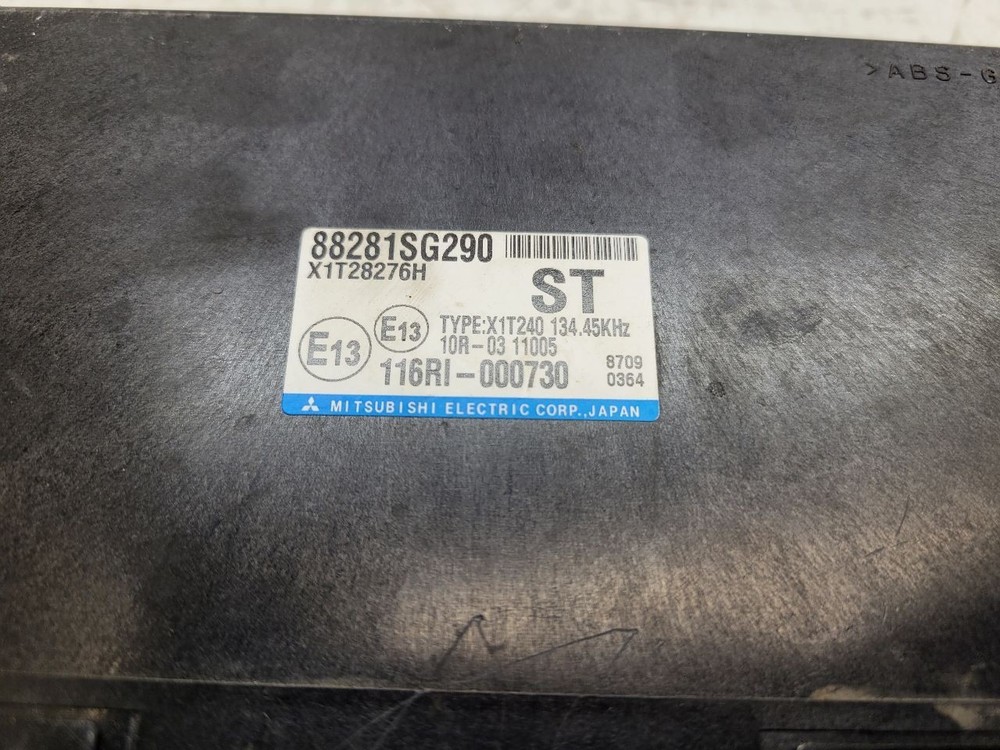 >ABS-G
88281SG290
X1T28276H
ST
E13
E13
TYPE:X1T240 134.45KHz
10R-03 11005
116RI-000730
8709
0364
MITSUBISHI ELECTRIC CORP.,JAPAN